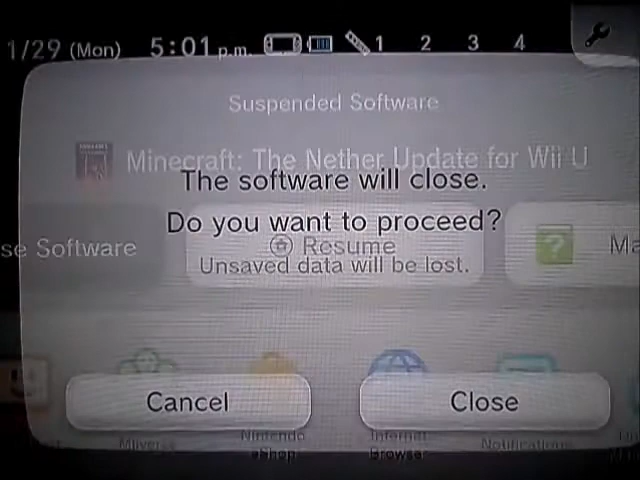 1/29 (Mon) 5:01 p.m. 1 2 3 4
Suspended Software
Minecraft: The Nether Update for Wii U
The software will close.
Do you want to proceed?
se Software
Resume
Ma
Unsaved data will be lost.
Cancel
Close
Miiverse
Nintendo
eShop
Internet
Browser
Notifications